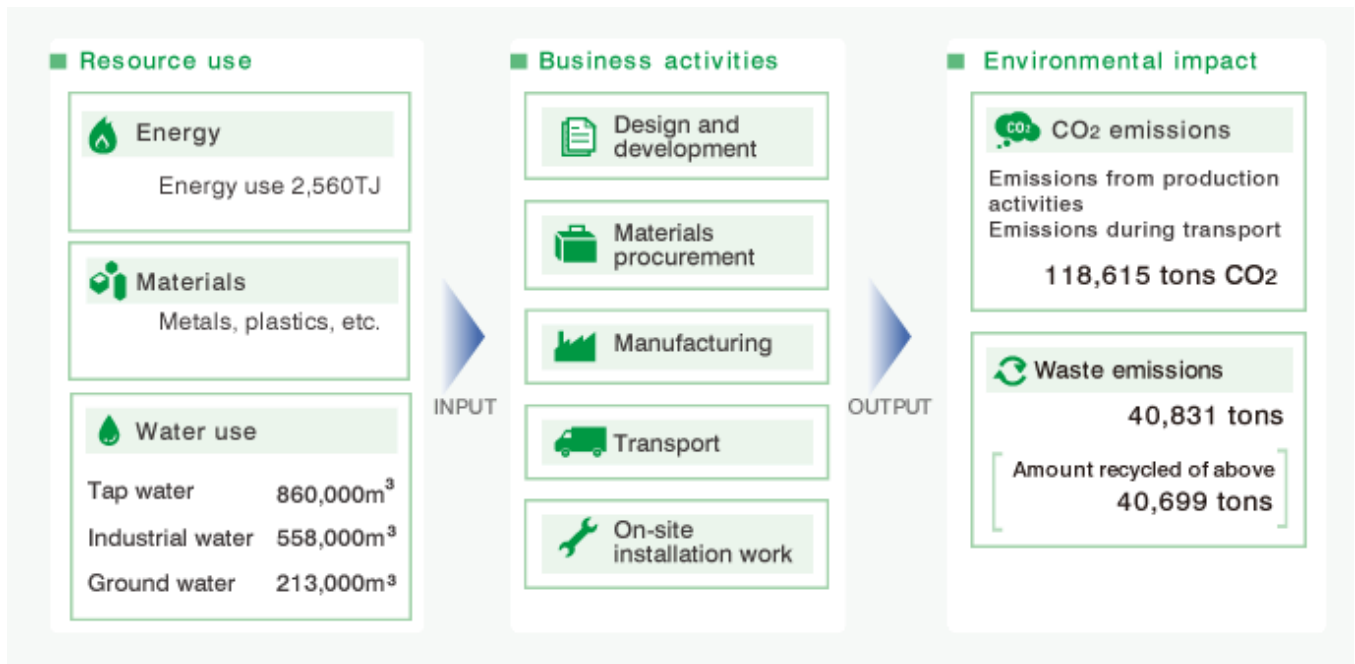 Resource use
Energy
Energy use 2,560TJ
Materials
Metals, plastics, etc.
Water use
Tap water 860,000m³
Industrial water 558,000m³
Ground water 213,000m³
INPUT
Business activities
Design and
development
Materials
procurement
Manufacturing
Transport
On-site
installation work
OUTPUT
Environmental impact
CO₂
CO₂ emissions
Emissions from production
activities
Emissions during transport
118,615 tons CO₂
Waste emissions
40,831 tons
Amount recycled of above
40,699 tons